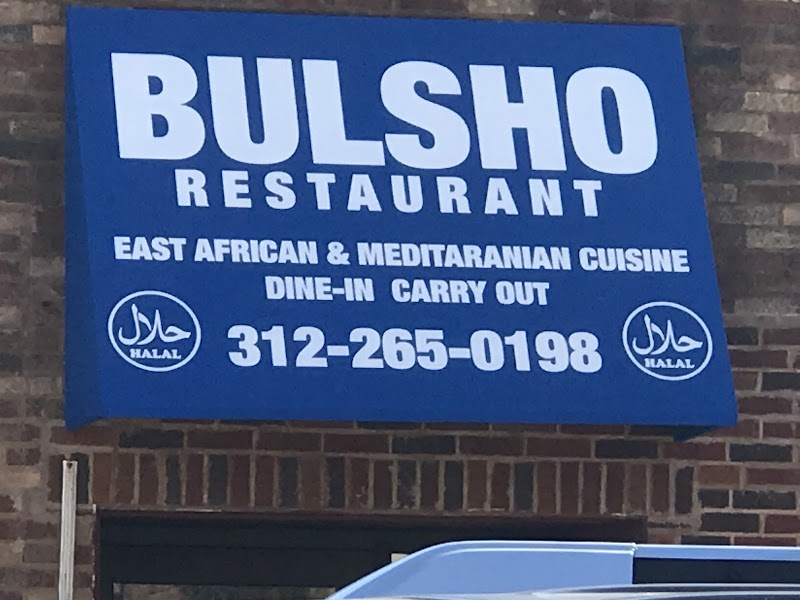 BULSHO
RESTAURANT
EAST AFRICAN & MEDITARANIAN CUISINE
DINE-IN CARRY OUT
حلال
HALAL
312-265-0198
حلال
HALAL